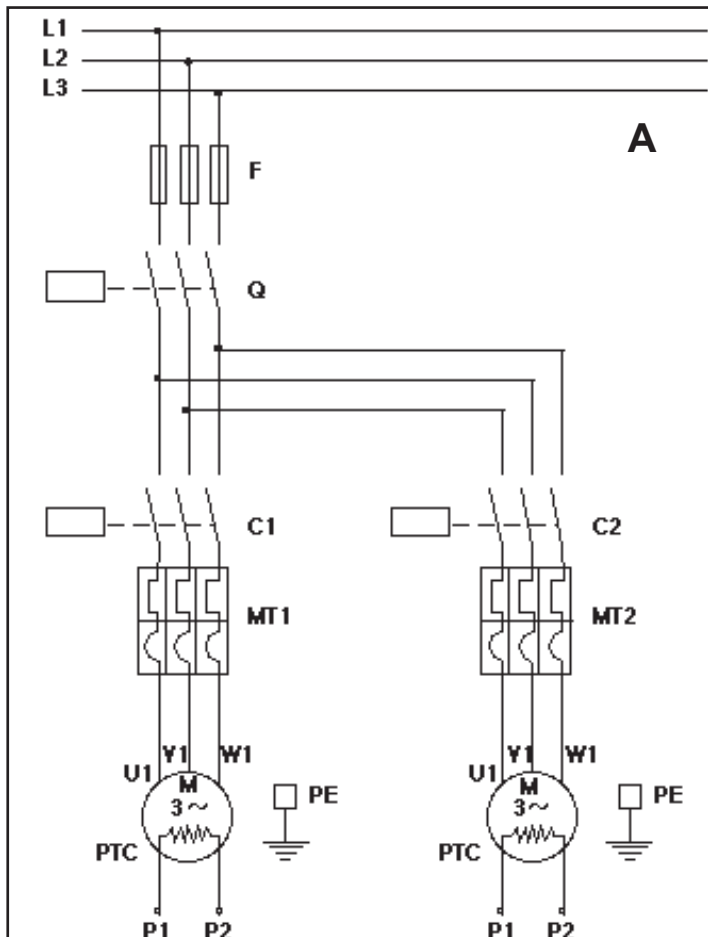 L1
L2
L3
A
F
Q
C1
C2
MT1
MT2
U1 V1 W1
U1 V1 W1
M
3~
M
3~
PE
PE
PTC
PTC
P1 P2
P1 P2